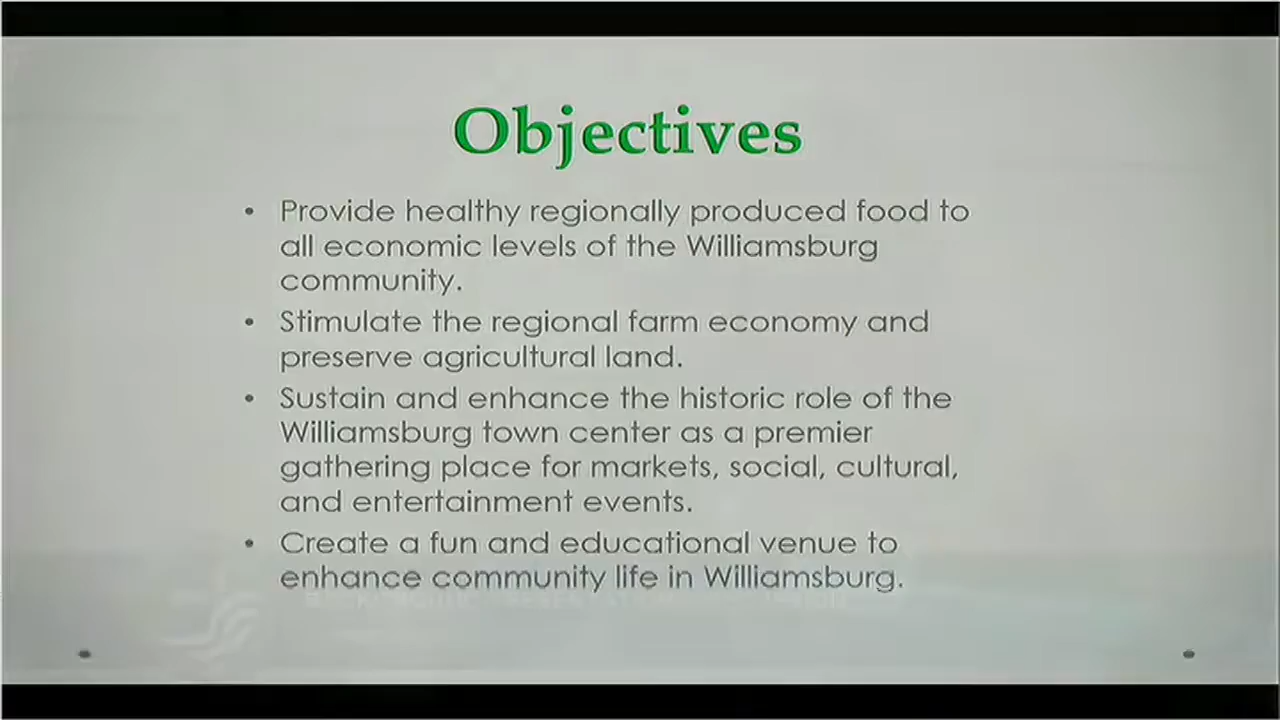 Objectives
• Provide healthy regionally produced food to
all economic levels of the Williamsburg
community.
• Stimulate the regional farm economy and
preserve agricultural land.
• Sustain and enhance the historic role of the
Williamsburg town center as a premier
gathering place for markets, social, cultural,
and entertainment events.
• Create a fun and educational venue to
enhance community life in Williamsburg.